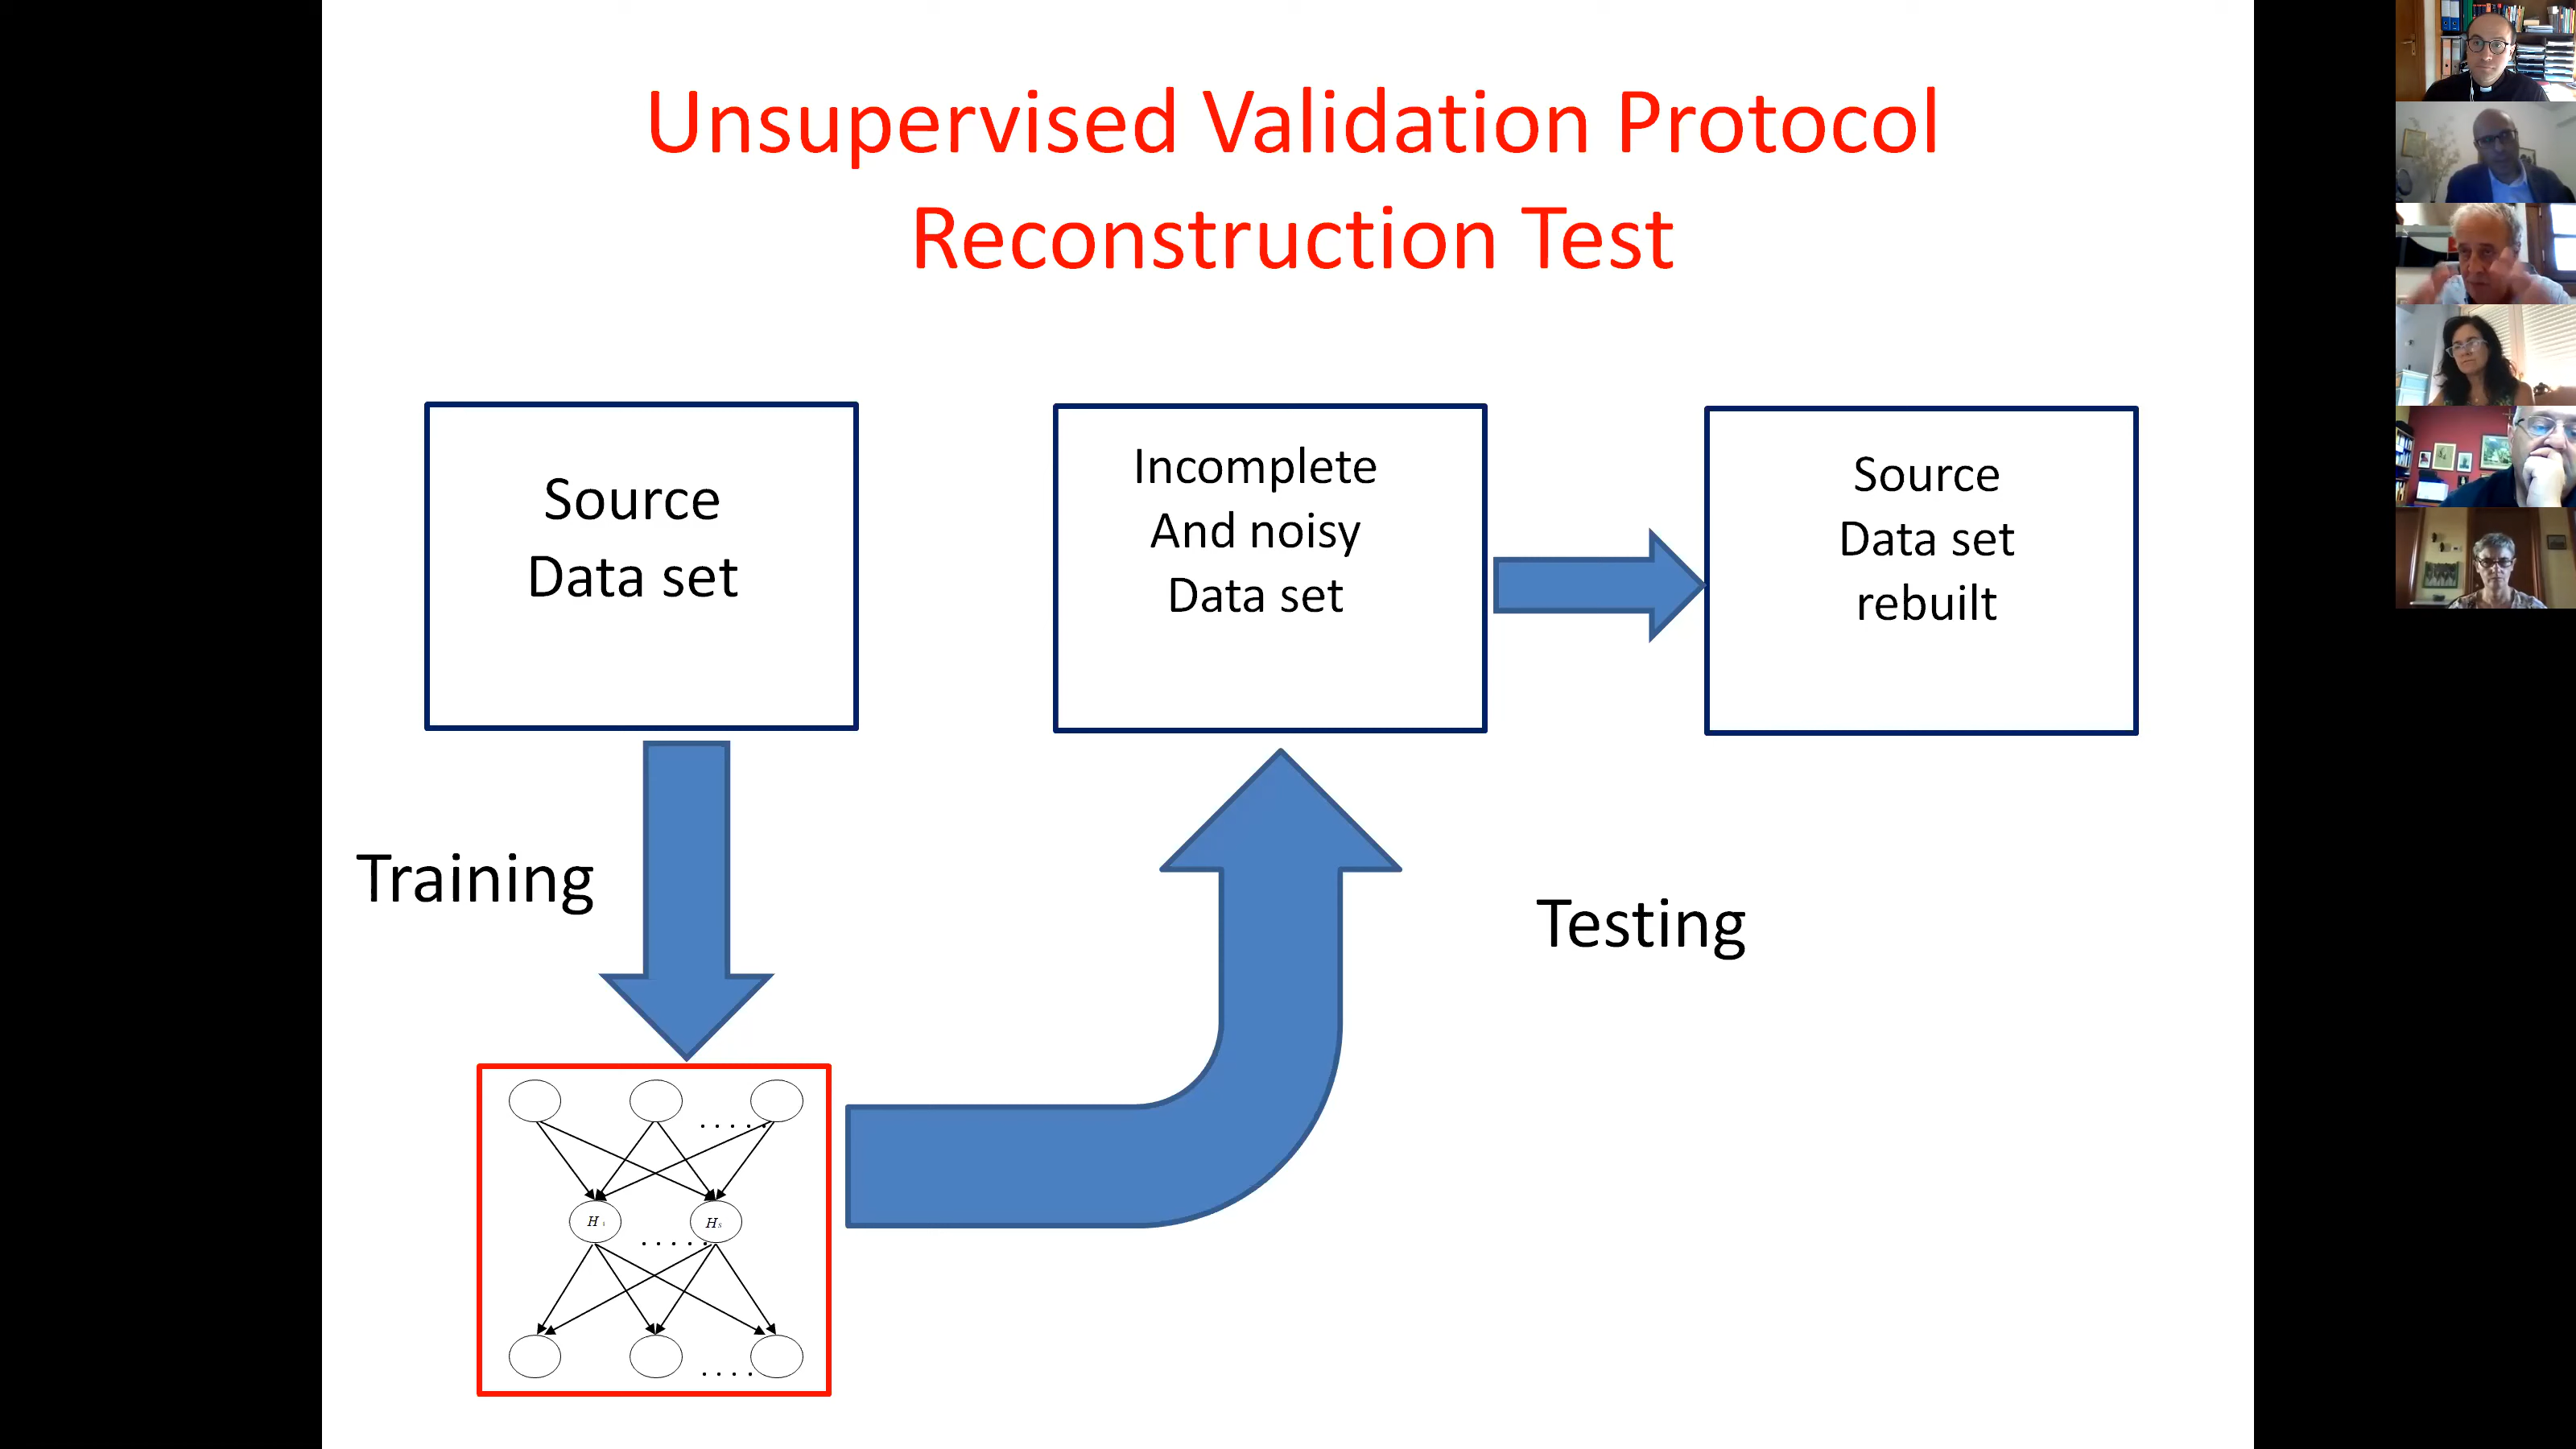 Unsupervised Validation Protocol
Reconstruction Test
Source
Data set
Incomplete
And noisy
Data set
Source
Data set
rebuilt
Training
Testing
. . . . .
H 1
H S
. . . . .
. . . .